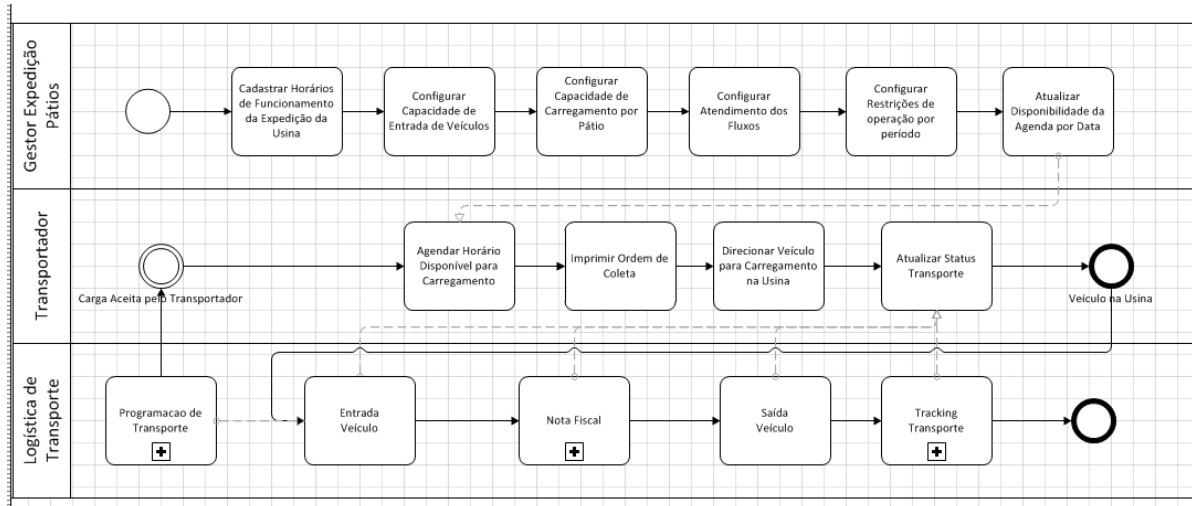 Gestor Expedição
Pátios
Cadastrar Horários
de Funcionamento
da Expedição da
Usina
Configurar
Capacidade de
Entrada de Veículos
Configurar
Capacidade de
Carregamento por
Pátio
Configurar
Atendimento dos
Fluxos
Configurar
Restrições de
operação por
período
Atualizar
Disponibilidade da
Agenda por Data
Transportador
Carga Aceita pelo Transportador
Agendar Horário
Disponível para
Carregamento
Imprimir Ordem de
Coleta
Direcionar Veículo
para Carregamento
na Usina
Atualizar Status
Transporte
Veículo na Usina
Logística de
Transporte
Programacao de
Transporte
Entrada
Veículo
Nota Fiscal
Saída
Veículo
Tracking
Transporte